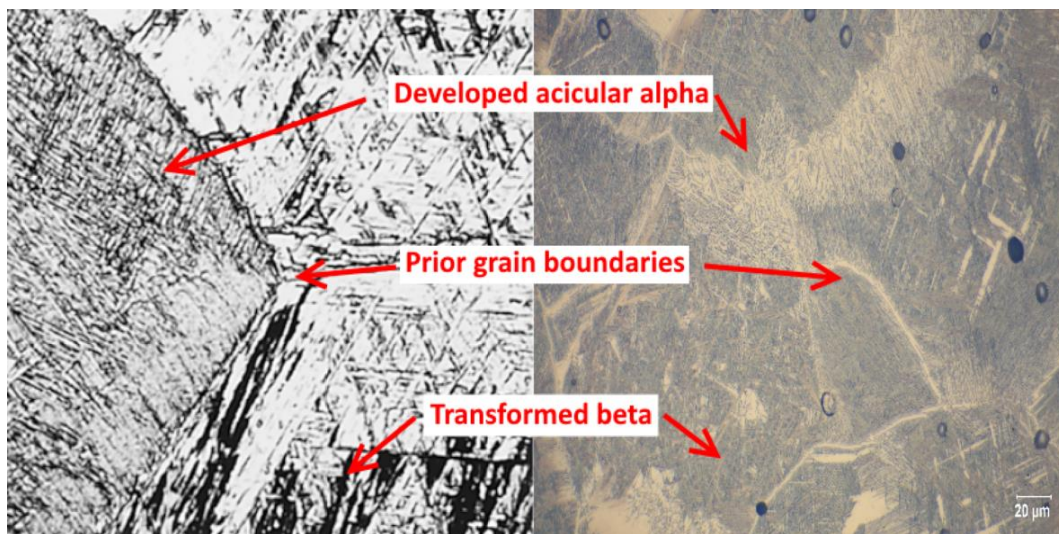 Developed acicular alpha
Prior grain boundaries
Transformed beta
20 µm